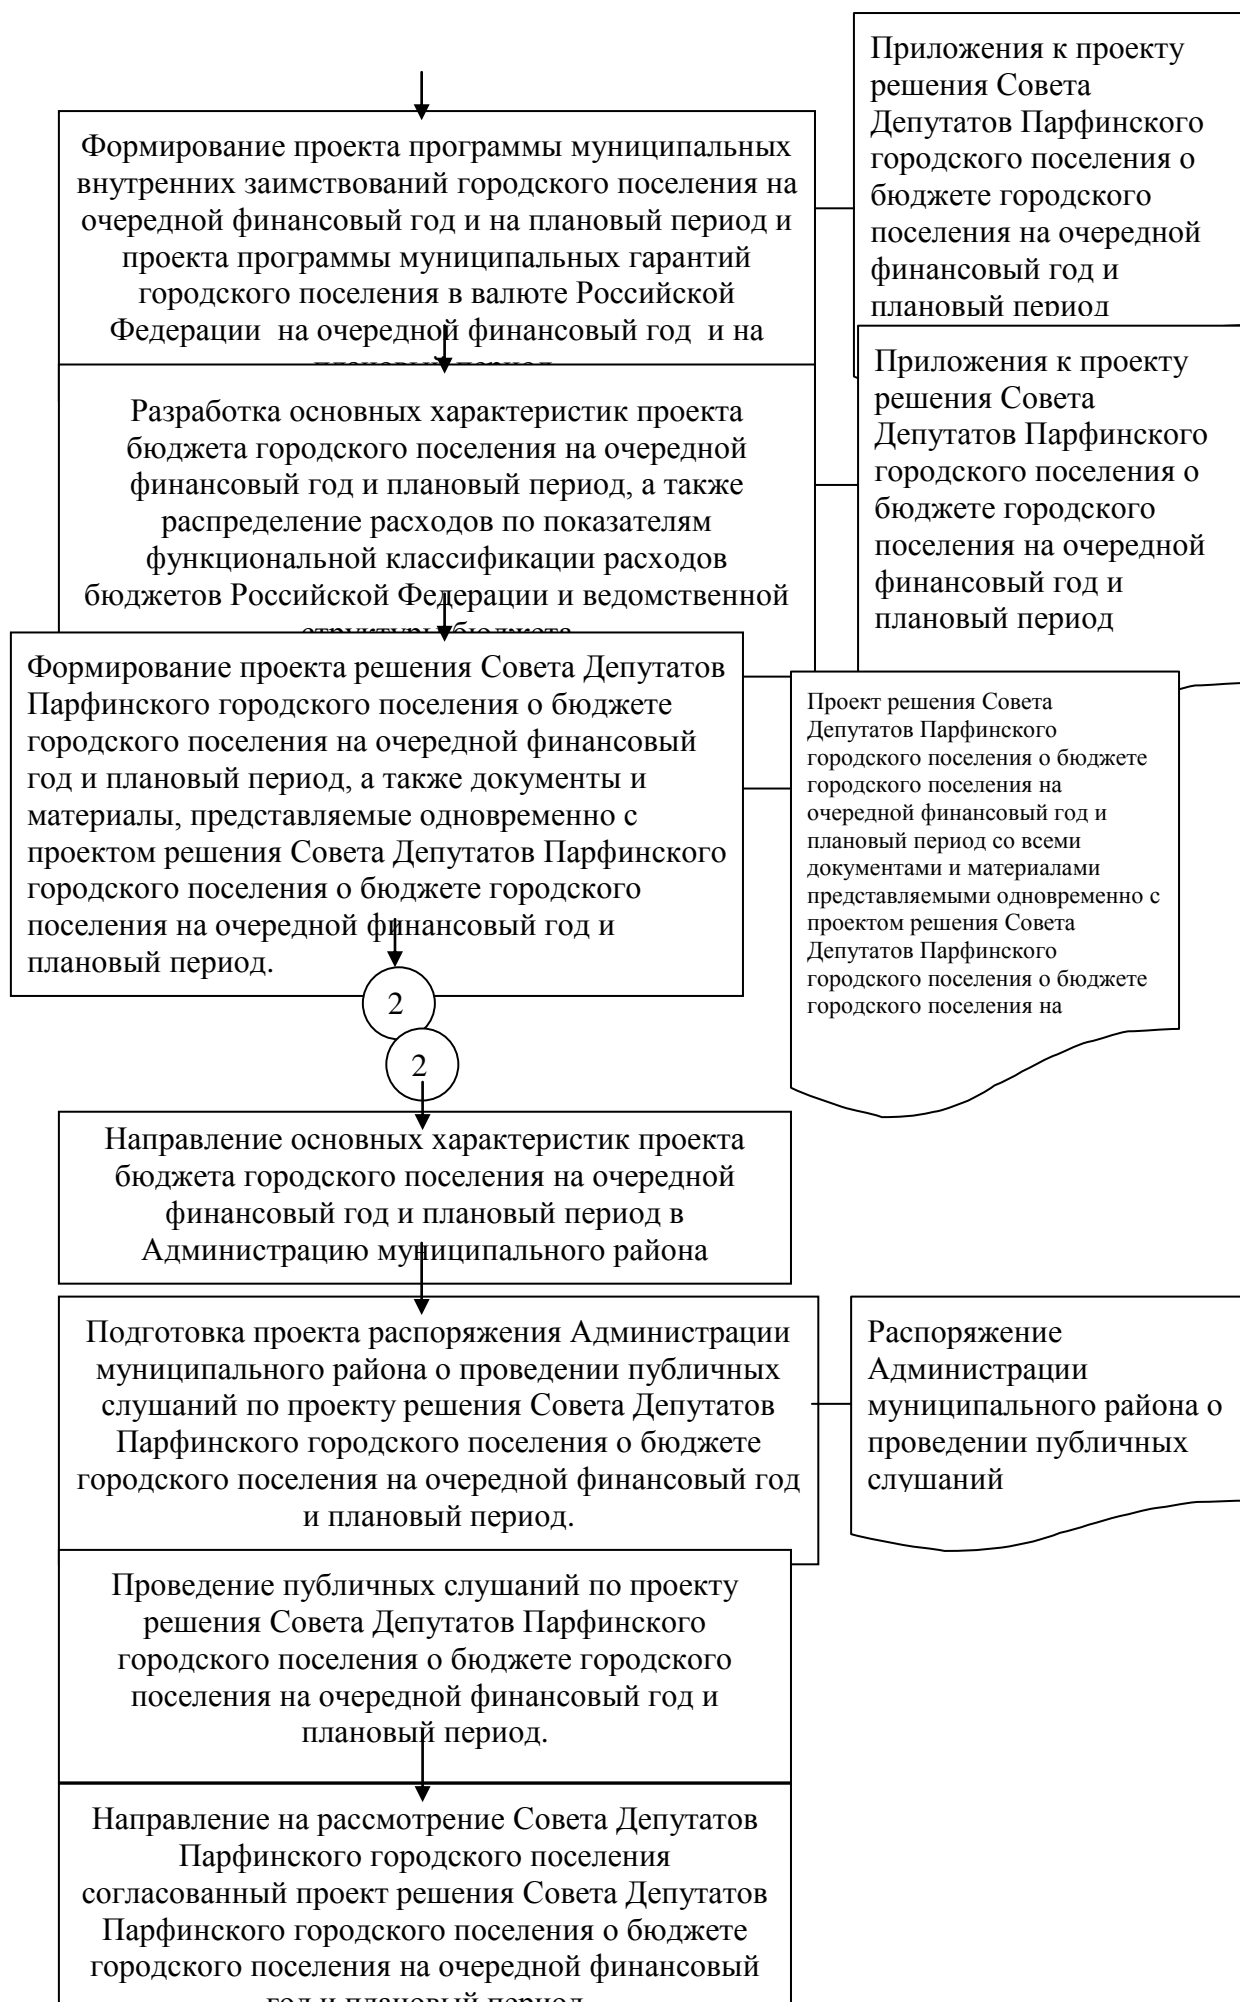 Формирование проекта программы муниципальных
внутренних заимствований городского поселения на
очередной финансовый год и на плановый период и
проекта программы муниципальных гарантий
городского поселения в валюте Российской
Федерации  на очередной финансовый год  и на
плановый период
Приложения к проекту
решения Совета
Депутатов Парфинского
городского поселения о
бюджете городского
поселения на очередной
финансовый год и
плановый период
Разработка основных характеристик проекта
бюджета городского поселения на очередной
финансовый год и плановый период, а также
распределение расходов по показателям
функциональной классификации расходов
бюджетов Российской Федерации и ведомственной
структуры бюджета
Приложения к проекту
решения Совета
Депутатов Парфинского
городского поселения о
бюджете городского
поселения на очередной
финансовый год и
плановый период
Формирование проекта решения Совета Депутатов
Парфинского городского поселения о бюджете
городского поселения на очередной финансовый
год и плановый период, а также документы и
материалы, представляемые одновременно с
проектом решения Совета Депутатов Парфинского
городского поселения о бюджете городского
поселения на очередной финансовый год и
плановый период.
Проект решения Совета
Депутатов Парфинского
городского поселения о бюджете
городского поселения на
очередной финансовый год и
плановый период со всеми
документами и материалами
представляемыми одновременно с
проектом решения Совета
Депутатов Парфинского
городского поселения о бюджете
городского поселения на
2
2
Направление основных характеристик проекта
бюджета городского поселения на очередной
финансовый год и плановый период в
Администрацию муниципального района
Подготовка проекта распоряжения Администрации
муниципального района о проведении публичных
слушаний по проекту решения Совета Депутатов
Парфинского городского поселения о бюджете
городского поселения на очередной финансовый год
и плановый период.
Распоряжение
Администрации
муниципального района о
проведении публичных
слушаний
Проведение публичных слушаний по проекту
решения Совета Депутатов Парфинского
городского поселения о бюджете городского
поселения на очередной финансовый год и
плановый период.
Направление на рассмотрение Совета Депутатов
Парфинского городского поселения
согласованный проект решения Совета Депутатов
Парфинского городского поселения о бюджете
городского поселения на очередной финансовый
год и плановый период